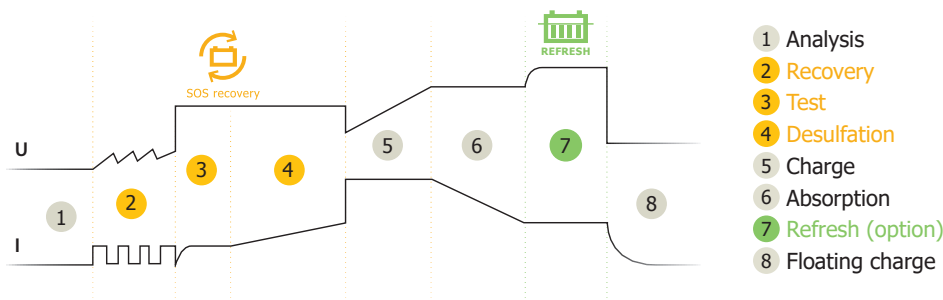 REFRESH
SOS recovery
U
I
1
2
3
4
5
6
7
8
1 Analysis
2 Recovery
3 Test
4 Desulfation
5 Charge
6 Absorption
7 Refresh (option)
8 Floating charge